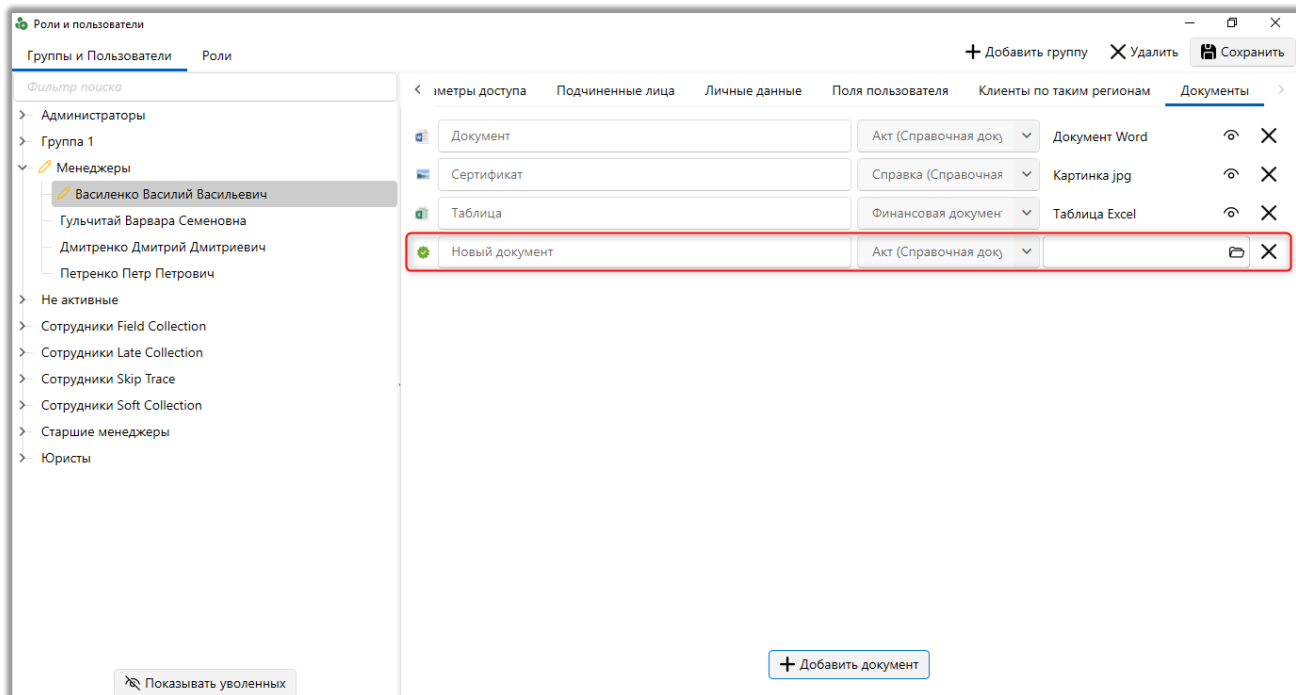 Роли и пользователи
Группы и Пользователи Роли Добавить группу Удалить Сохранить
Фильтр поиска
Администраторы
Группа 1
Менеджеры
Василенко Василий Васильевич
Гульчитай Варвара Семеновна
Дмитренко Дмитрий Дмитриевич
Петренко Петр Петрович
Не активные
Сотрудники Field Collection
Сотрудники Late Collection
Сотрудники Skip Trace
Сотрудники Soft Collection
Старшие менеджеры
Юристы
Показывать уволенных
аметры доступа Подчиненные лица Личные данные Поля пользователя Клиенты по таким регионам Документы
Документ Акт (Справочная доку Документ Word
Сертификат Справка (Справочная Картинка jpg
Таблица Финансовая докумен Таблица Excel
Новый документ Акт (Справочная доку
Добавить документ